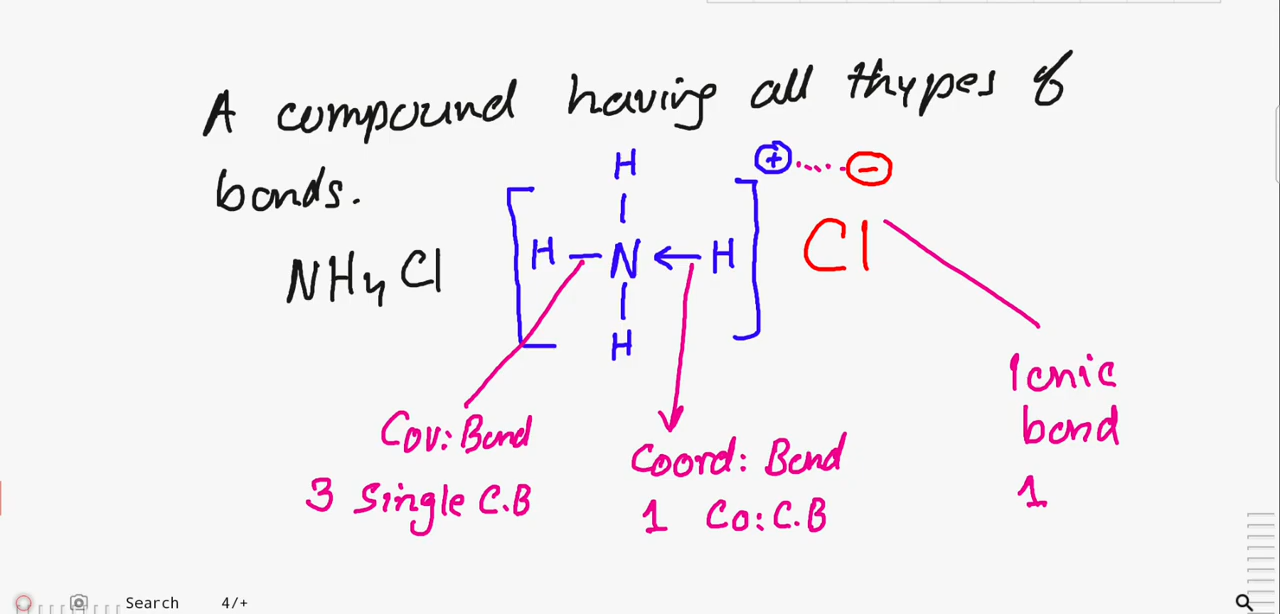 A compound having all thypes of
bonds.
NH4Cl
H
H - N ← H
H
+ ..... -
Cl
Cov: Bond
3 Single C.B
Coord: Bond
1 Co: C.B
Ionic
bond
1
Search 4/+